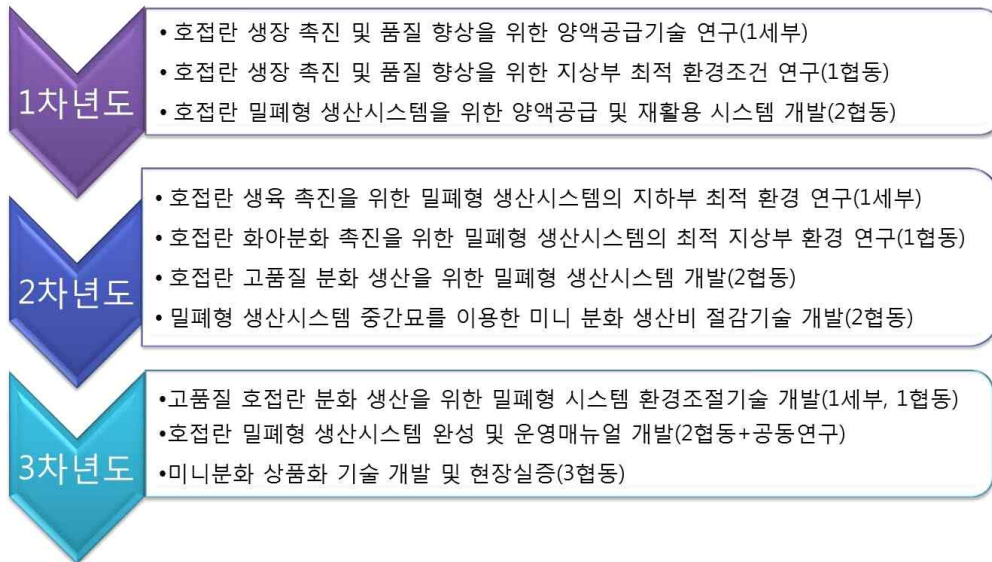 1차년도
• 호접란 생장 촉진 및 품질 향상을 위한 양액공급기술 연구(1세부)
• 호접란 생장 촉진 및 품질 향상을 위한 지상부 최적 환경조건 연구(1협동)
• 호접란 밀폐형 생산시스템을 위한 양액공급 및 재활용 시스템 개발(2협동)
2차년도
• 호접란 생육 촉진을 위한 밀폐형 생산시스템의 지하부 최적 환경 연구(1세부)
• 호접란 화아분화 촉진을 위한 밀폐형 생산시스템의 최적 지상부 환경 연구(1협동)
• 호접란 고품질 분화 생산을 위한 밀폐형 생산시스템 개발(2협동)
• 밀폐형 생산시스템 중간묘를 이용한 미니 분화 생산비 절감기술 개발(2협동)
3차년도
•고품질 호접란 분화 생산을 위한 밀폐형 시스템 환경조절기술 개발(1세부, 1협동)
•호접란 밀폐형 생산시스템 완성 및 운영매뉴얼 개발(2협동+공동연구)
•미니분화 상품화 기술 개발 및 현장실증(3협동)